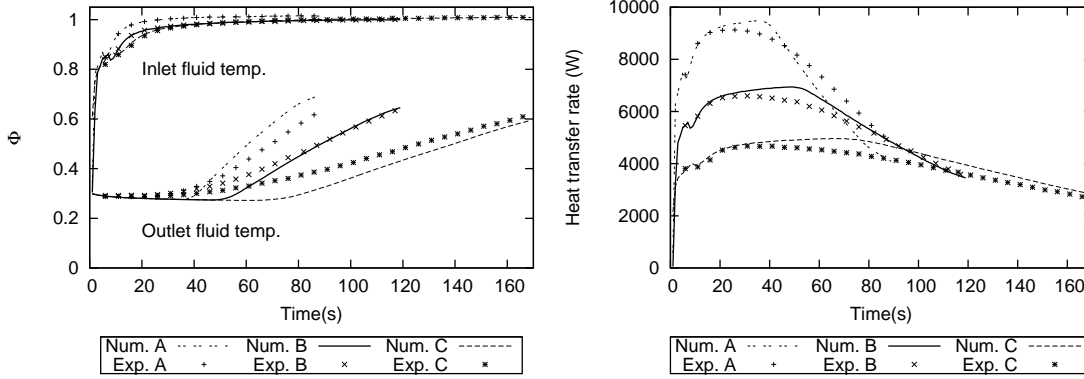 1
0.8
0.6
0.4
0.2
0
Φ
Inlet fluid temp.
Outlet fluid temp.
0 20 40 60 80 100 120 140 160
Time(s)
Num. A Num. B Num. C
Exp. A Exp. B Exp. C
10000
8000
6000
4000
2000
0
Heat transfer rate (W)
0 20 40 60 80 100 120 140 160
Time(s)
Num. A Num. B Num. C
Exp. A Exp. B Exp. C